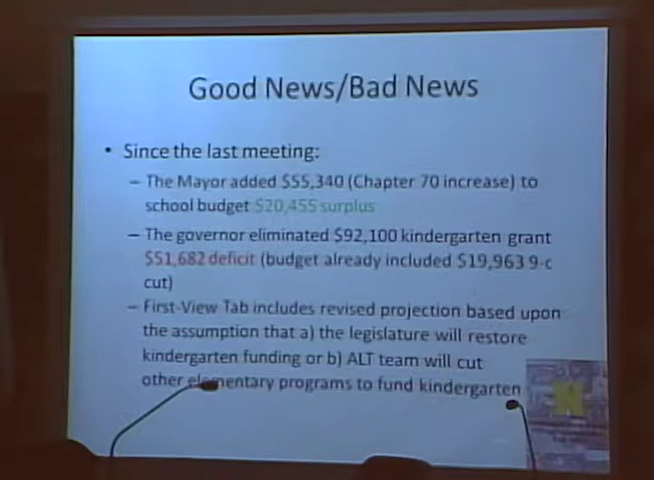 Good News/Bad News
• Since the last meeting:
– The Mayor added $55,340 (Chapter 70 increase) to
school budget $20,455 surplus
– The governor eliminated $92,100 kindergarten grant
$51,682 deficit (budget already included $19,963 9-c
cut)
– First-View Tab includes revised projection based upon
the assumption that a) the legislature will restore
kindergarten funding or b) ALT team will cut
other elementary programs to fund kindergarten
N